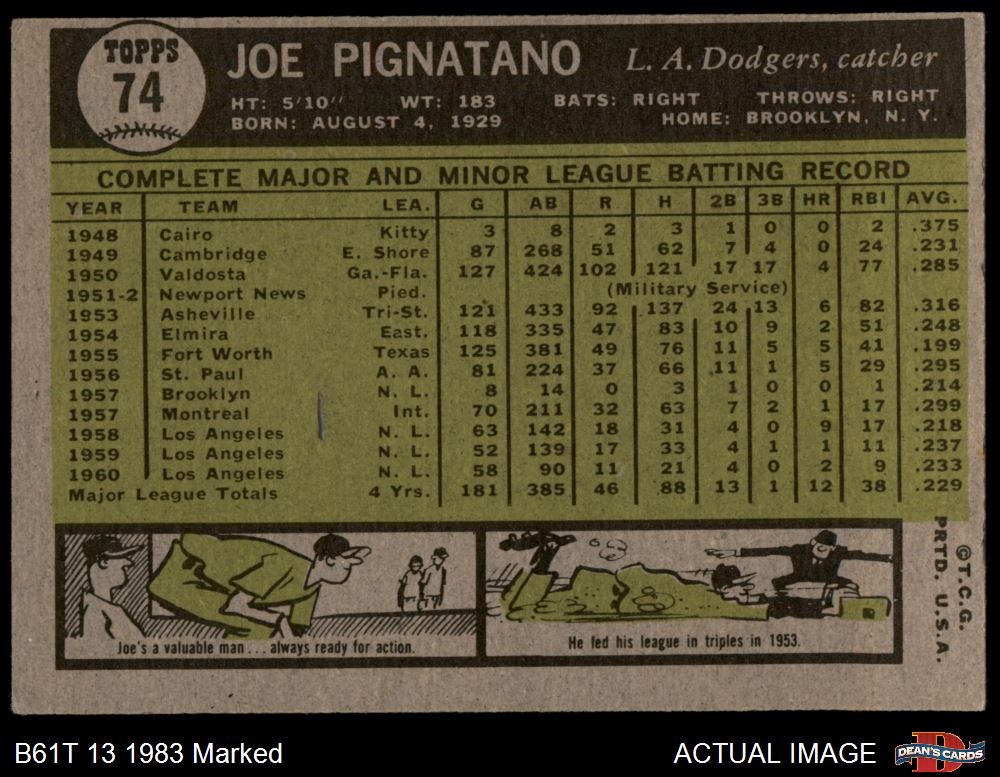 TOPPS
74
JOE PIGNATANO L. A. Dodgers, catcher
HT: 5'10" WT: 183 BATS: RIGHT THROWS: RIGHT
BORN: AUGUST 4, 1929 HOME: BROOKLYN, N. Y.
COMPLETE MAJOR AND MINOR LEAGUE BATTING RECORD
YEAR TEAM LEA. G AB R H 2B 3B HR RBI AVG.
1948 Cairo Kitty 3 8 2 3 1 0 0 2 .375
1949 Cambridge E. Shore 87 268 51 62 7 4 0 24 .231
1950 Valdosta Ga.-Fla. 127 424 102 121 17 17 4 77 .285
1951-2 Newport News Pied. (Military Service)
1953 Asheville Tri-St. 121 433 92 137 24 13 6 82 .316
1954 Elmira East. 118 335 47 83 10 9 2 51 .248
1955 Fort Worth Texas 125 381 49 76 11 5 5 41 .199
1956 St. Paul A. A. 81 224 37 66 11 1 5 29 .295
1957 Brooklyn N. L. 8 14 0 3 1 0 0 1 .214
1957 Montreal Int. 70 211 32 63 7 2 1 17 .299
1958 Los Angeles N. L. 63 142 18 31 4 0 9 17 .218
1959 Los Angeles N. L. 52 139 17 33 4 1 1 11 .237
1960 Los Angeles N. L. 58 90 11 21 4 0 2 9 .233
Major League Totals 4 Yrs. 181 385 46 88 13 1 12 38 .229
Joe's a valuable man...always ready for action.
He led his league in triples in 1953.
©T.C.G.
PRTD. U.S.A.
B61T 13 1983 Marked
ACTUAL IMAGE
DEAN'S CARDS